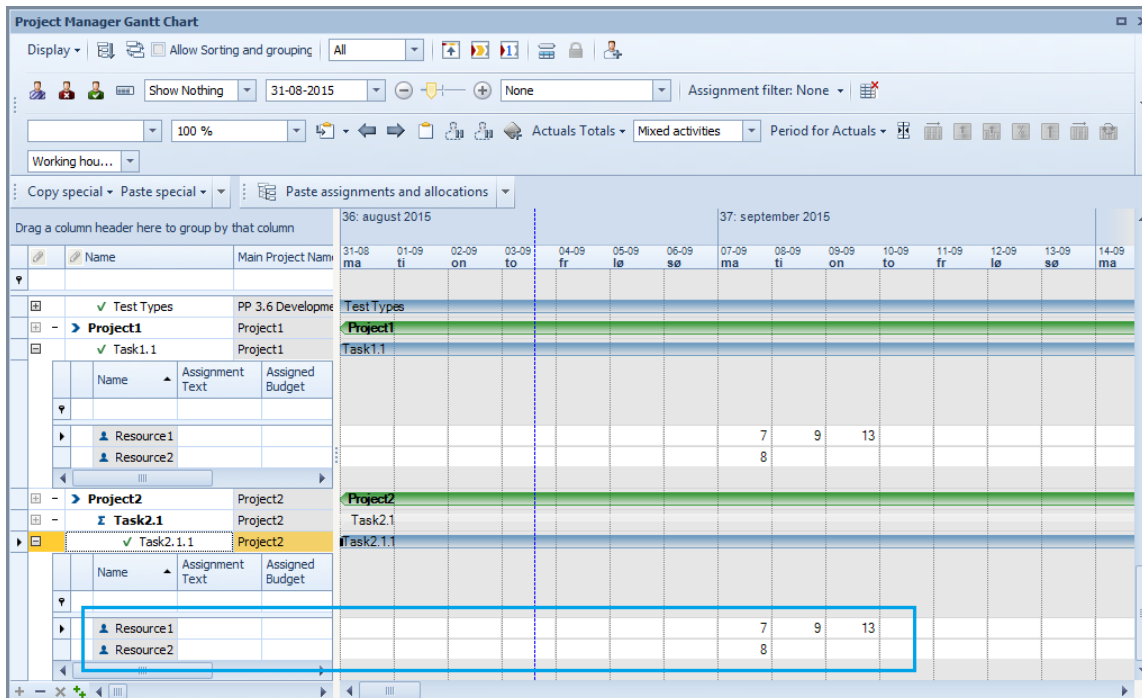 Project Manager Gantt Chart
Display Allow Sorting and grouping All
Show Nothing 31-08-2015 None Assignment filter: None
100 % Actuals Totals Mixed activities Period for Actuals
Working hou...
Copy special Paste special Paste assignments and allocations
Drag a column header here to group by that column 36: august 2015 37: september 2015
Name Main Project Name 31-08 01-09 02-09 03-09 04-09 05-09 06-09 07-09 08-09 09-09 10-09 11-09 12-09 13-09 14-09
ma ti on to fr lø sø ma ti on to fr lø sø ma
Test Types PP 3.6 Developme Test Types
Project1 Project1 Project1
Task1.1 Project1 Task1.1
Name Assignment Text Assigned Budget
Resource1 7 9 13
Resource2 8
Project2 Project2 Project2
Σ Task2.1 Project2 Task2.1
Task2.1.1 Project2 Task2.1.1
Name Assignment Text Assigned Budget
Resource1 7 9 13
Resource2 8